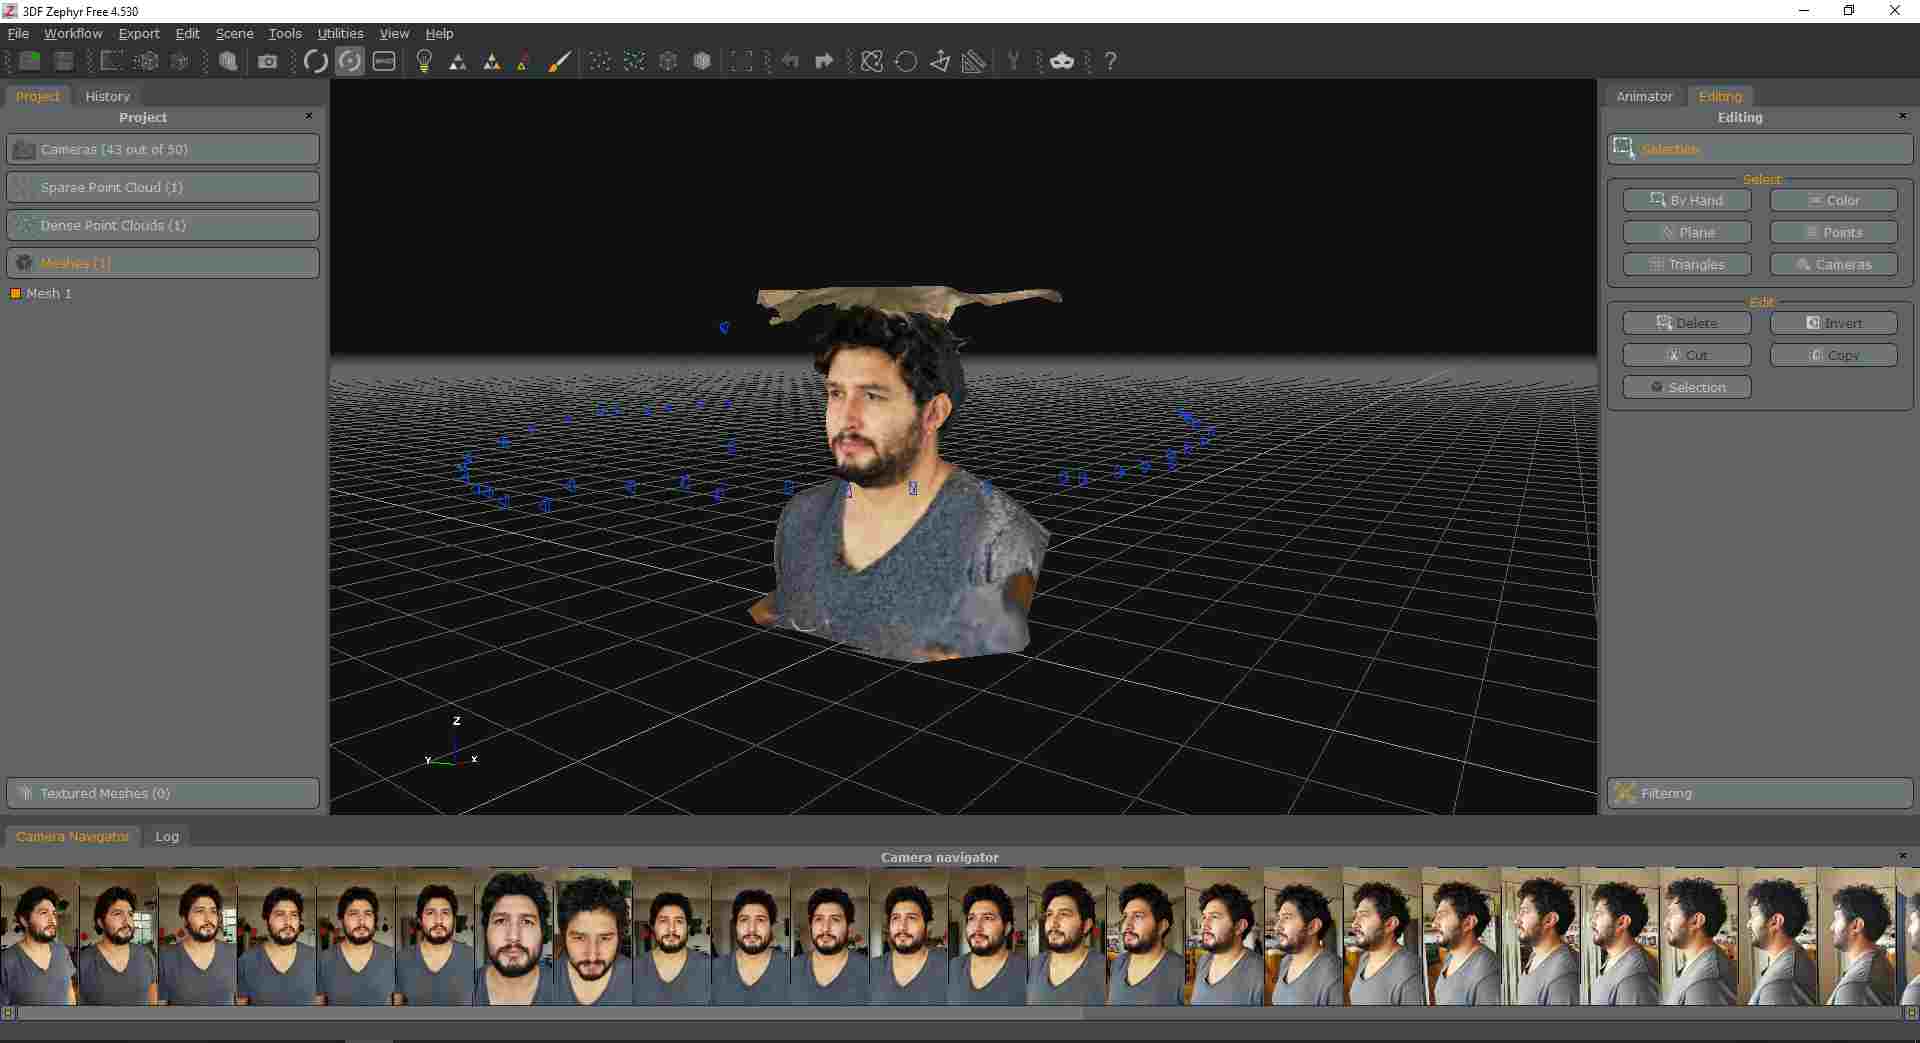 3DF Zephyr Free 4.530
File Workflow Export Edit Scene Tools Utilities View Help
Project History
Project
Cameras (43 out of 50)
Sparse Point Cloud (1)
Dense Point Clouds (1)
Meshes (1)
Mesh 1
Textured Meshes (0)
Z
Y X
Animator Editing
Editing
Selection
Select
By Hand Color
Plane Points
Triangles Cameras
Edit
Delete Invert
Cut Copy
Selection
Filtering
Camera Navigator Log
Camera navigator